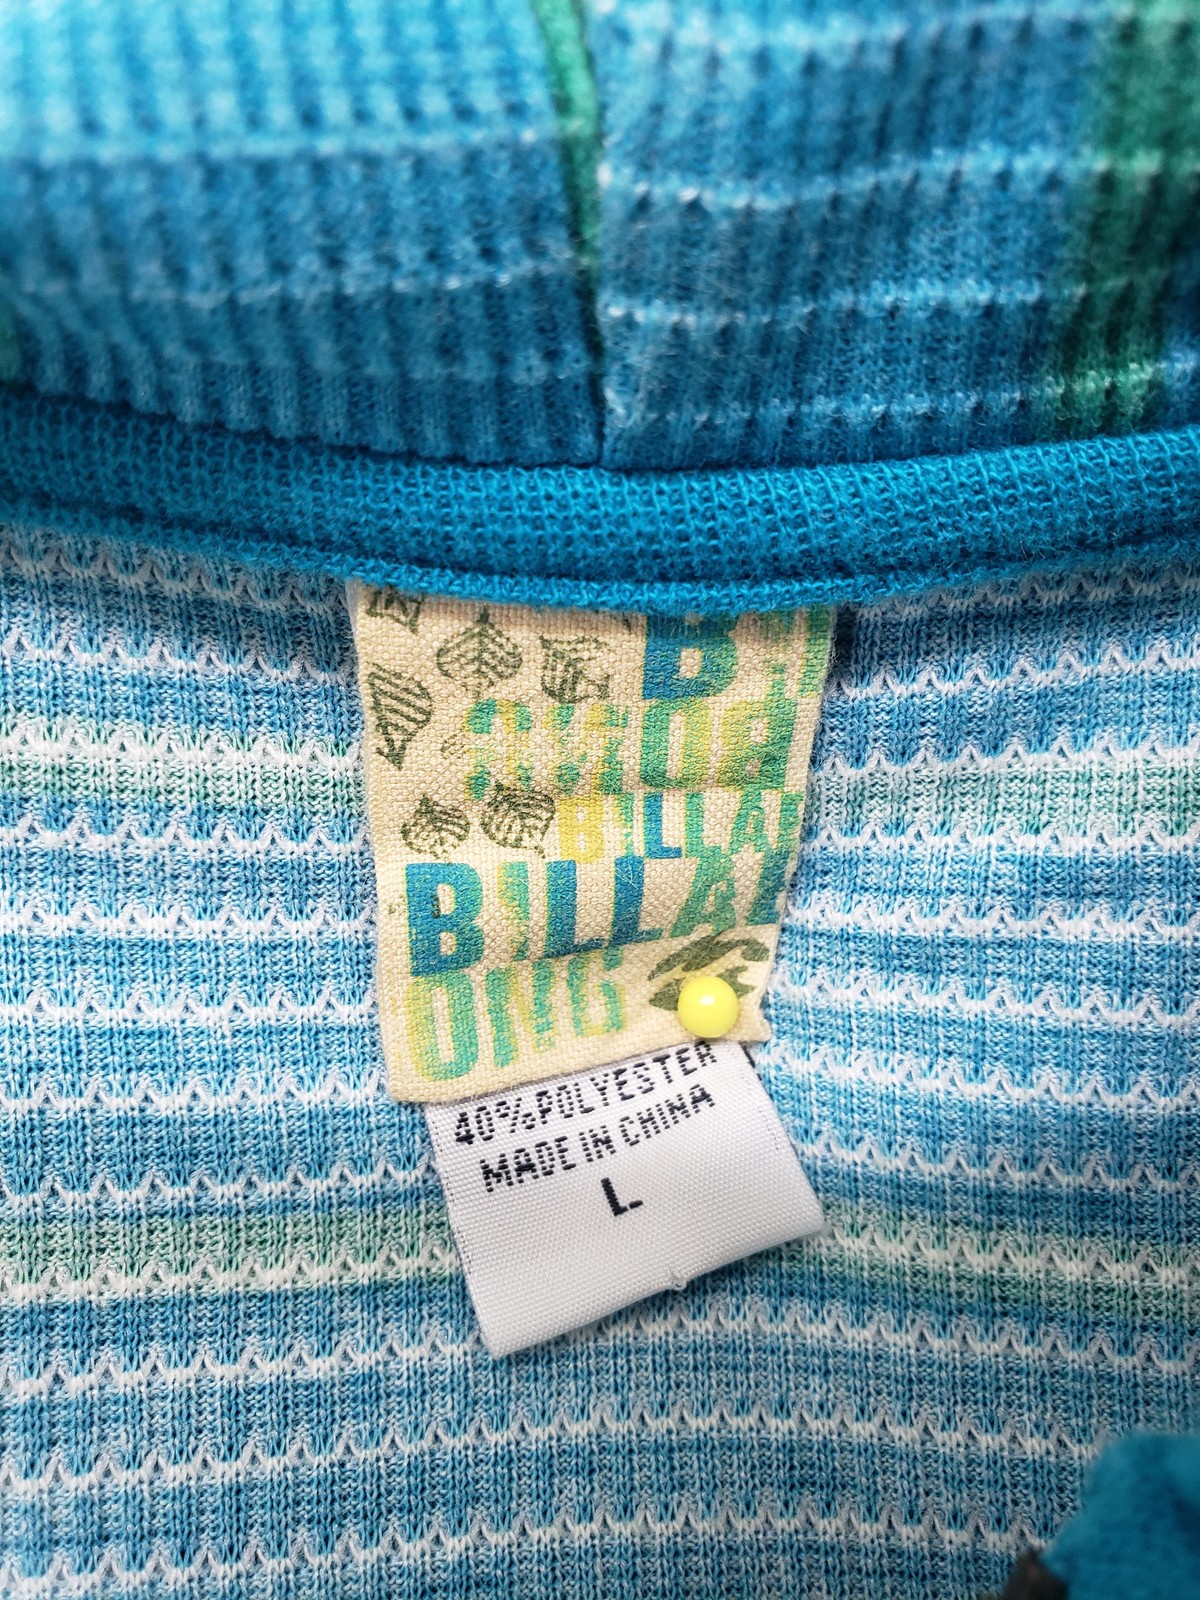 B
BILLAB
BILLAB
ONG
40%POLYESTER
MADE IN CHINA
L